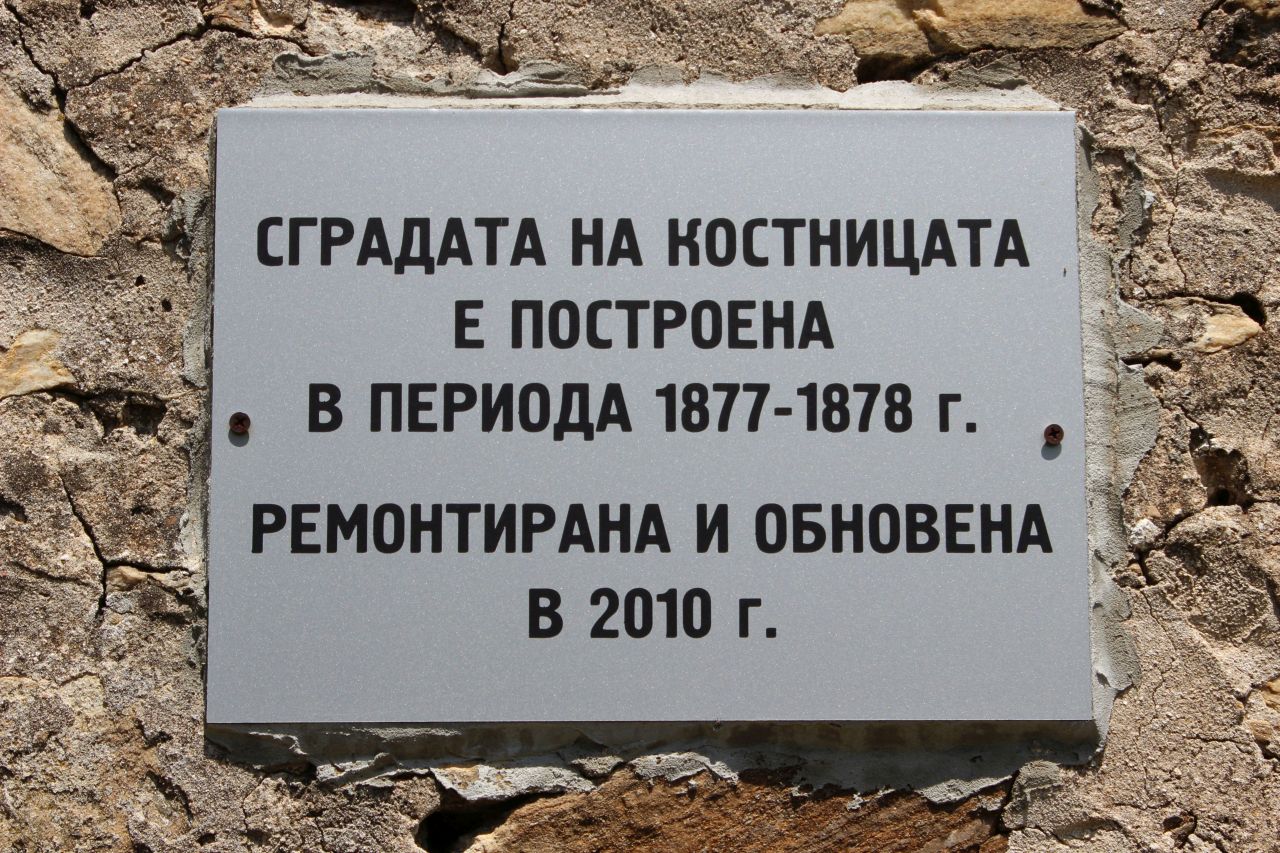 СГРАДАТА НА КОСТНИЦАТА
Е ПОСТРОЕНА
В ПЕРИОДА 1877-1878 г.
РЕМОНТИРАНА И ОБНОВЕНА
В 2010 г.